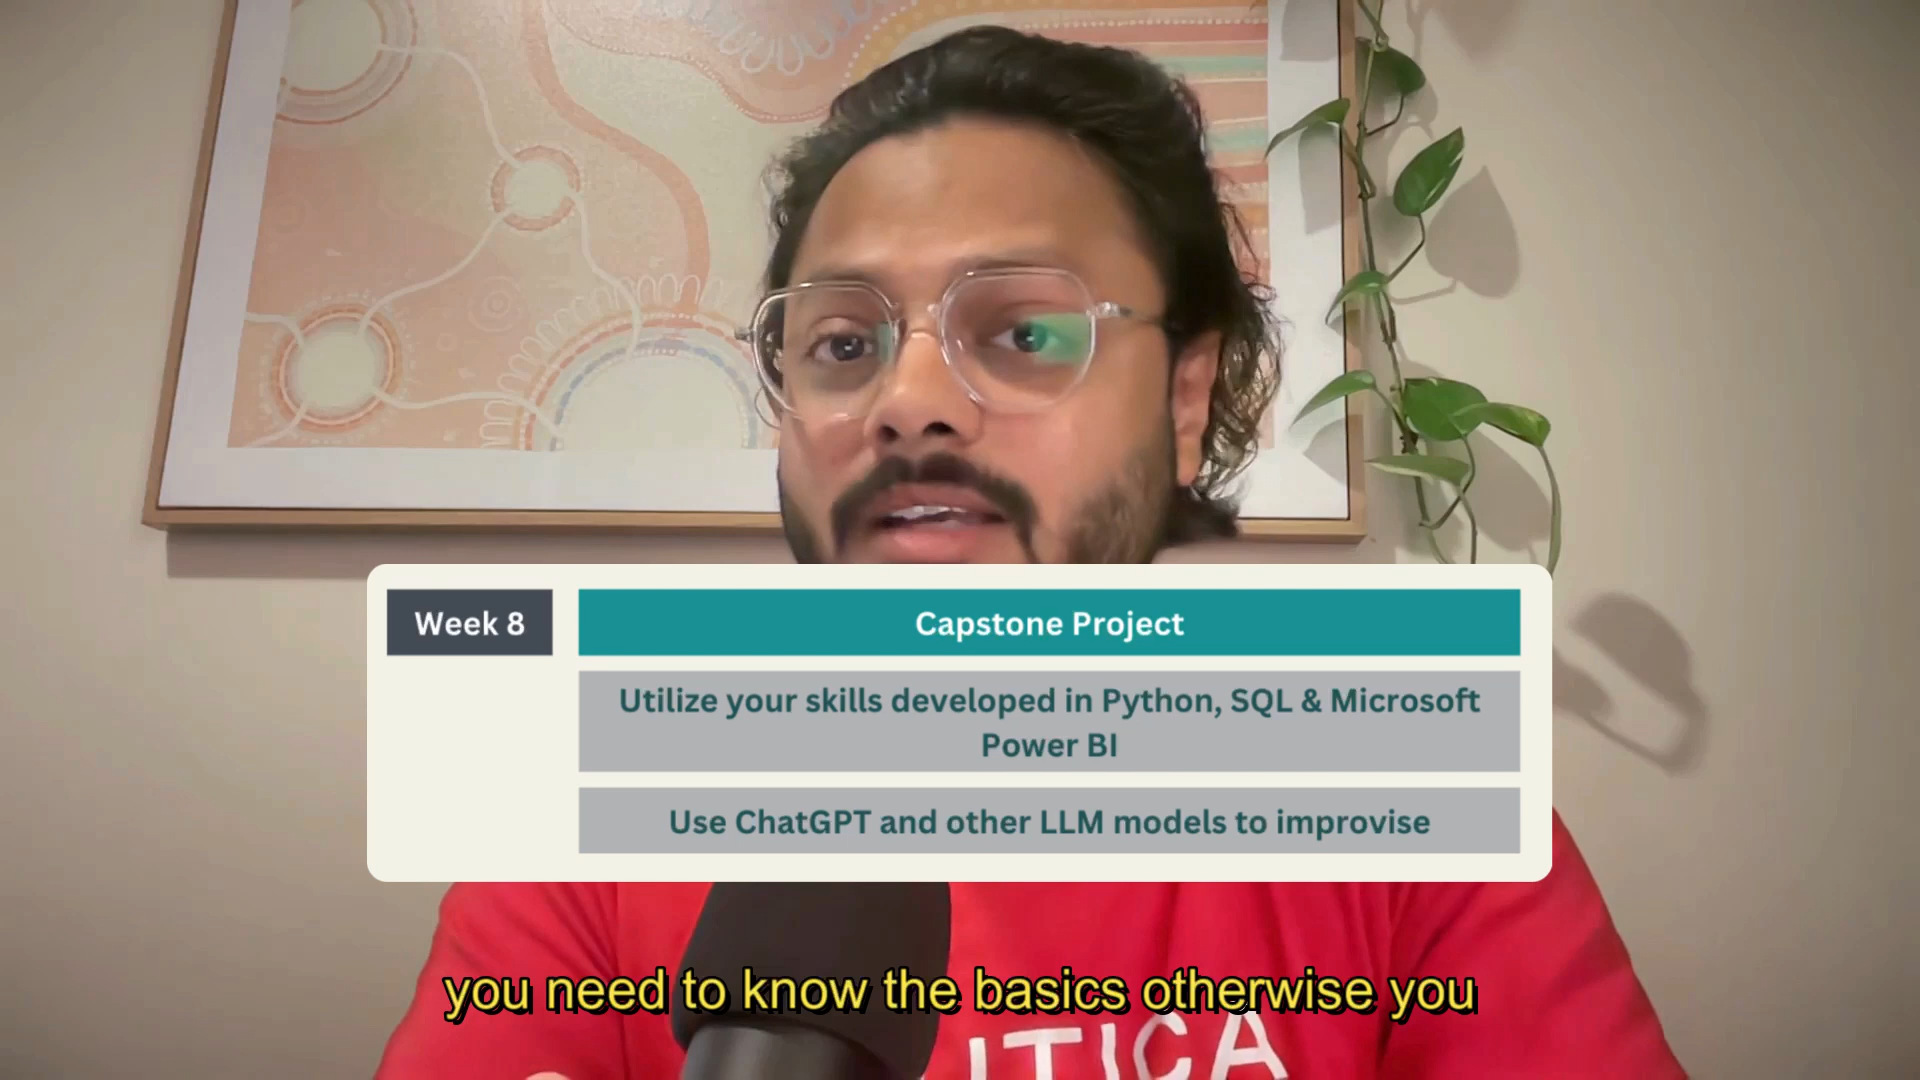 Week 8
Capstone Project
Utilize your skills developed in Python, SQL & Microsoft
Power BI
Use ChatGPT and other LLM models to improvise
you need to know the basics otherwise you